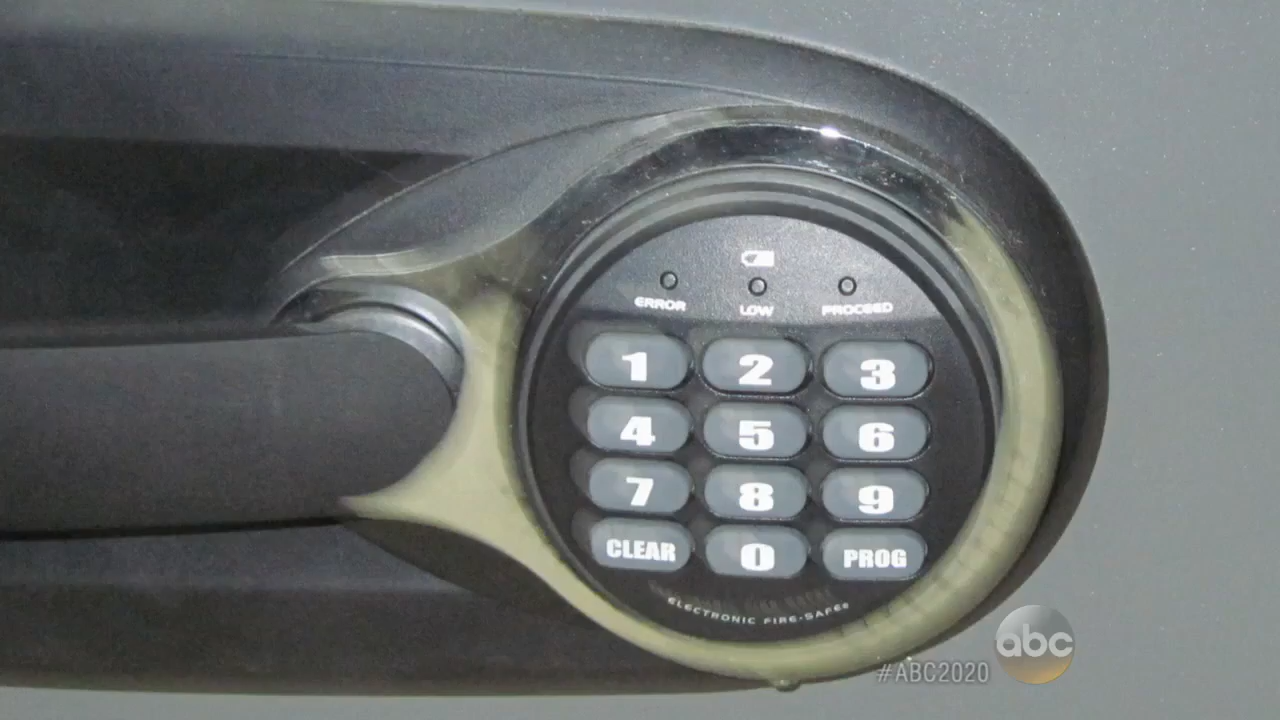 ERROR LOW PROCEED
1 2 3
4 5 6
7 8 9
CLEAR 0 PROG
ELECTRONIC FIRE-SAFE®
abc
#ABC2020